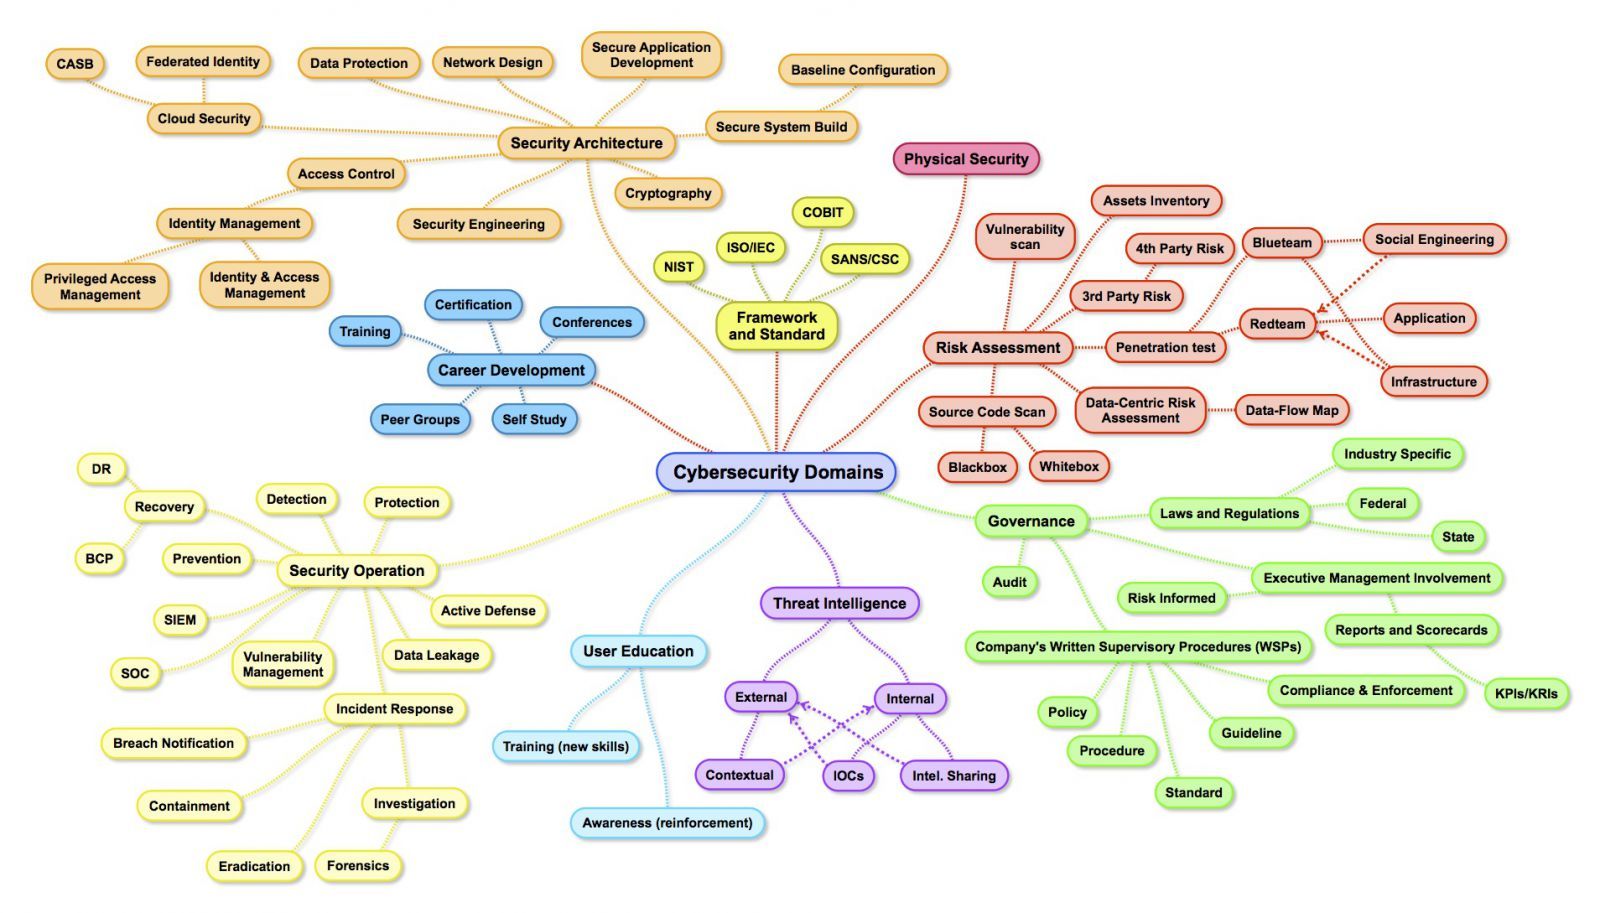 CASB
Federated Identity
Cloud Security
Data Protection
Network Design
Secure Application
Development
Baseline Configuration
Secure System Build
Security Architecture
Access Control
Cryptography
Security Engineering
Identity Management
Privileged Access
Management
Identity & Access
Management
Physical Security
COBIT
ISO/IEC
NIST
SANS/CSC
Framework
and Standard
Certification
Training
Conferences
Career Development
Peer Groups
Self Study
Assets Inventory
Vulnerability
scan
4th Party Risk
3rd Party Risk
Blueteam
Social Engineering
Redteam
Application
Risk Assessment
Penetration test
Infrastructure
Source Code Scan
Data-Centric Risk
Assessment
Data-Flow Map
Blackbox
Whitebox
Cybersecurity Domains
DR
Recovery
BCP
Detection
Protection
Prevention
Security Operation
SIEM
Active Defense
SOC
Vulnerability
Management
Data Leakage
Incident Response
Breach Notification
Containment
Investigation
Eradication
Forensics
User Education
Training (new skills)
Awareness (reinforcement)
Threat Intelligence
External
Internal
Contextual
IOCs
Intel. Sharing
Governance
Laws and Regulations
Industry Specific
Federal
State
Audit
Executive Management Involvement
Risk Informed
Reports and Scorecards
KPIs/KRIs
Company's Written Supervisory Procedures (WSPs)
Compliance & Enforcement
Policy
Procedure
Guideline
Standard